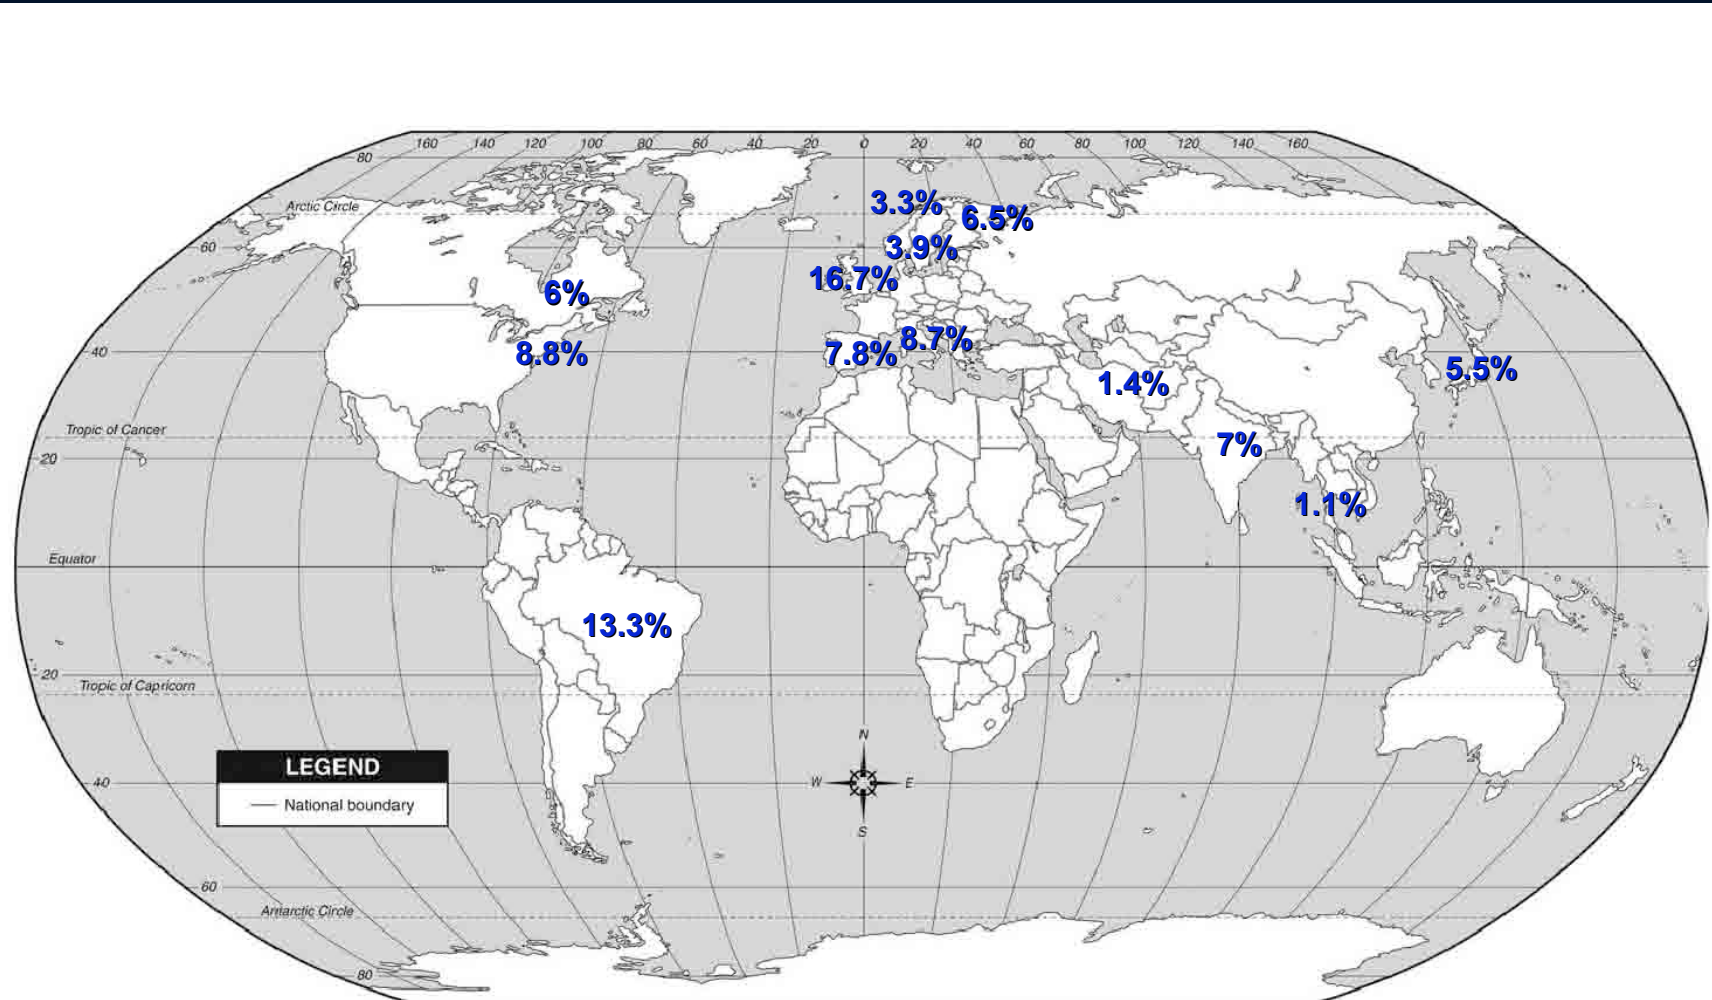 160 140 120 100 80 60 40 20 0 20 40 60 80 100 120 140 160
80
3.3%
Arctic Circle
6.5%
60
3.9%
16.7%
6%
8.7%
40
8.8%
7.8%
5.5%
1.4%
Tropic of Cancer
7%
20
1.1%
Equator
13.3%
20
Tropic of Capricorn
N
LEGEND
40
W E
National boundary
S
60
Antarctic Circle
80